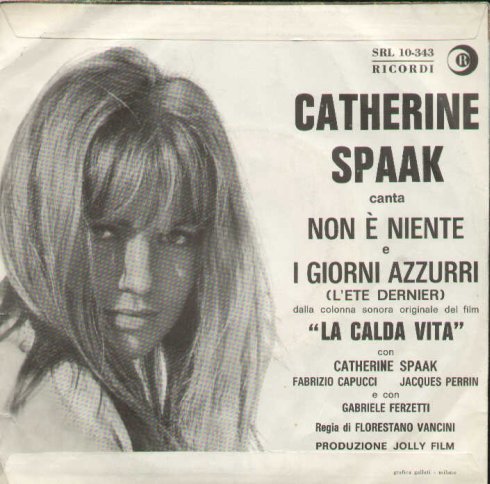 SRL 10-343
RICORDI
CATHERINE
SPAAK
canta
NON È NIENTE
e
I GIORNI AZZURRI
(L'ETE DERNIER)
dalla colonna sonora originale del film
“LA CALDA VITA”
con
CATHERINE SPAAK
FABRIZIO CAPUCCI JACQUES PERRIN
e con
GABRIELE FERZETTI
Regia di FLORESTANO VANCINI
PRODUZIONE JOLLY FILM
grafica gallati - milano